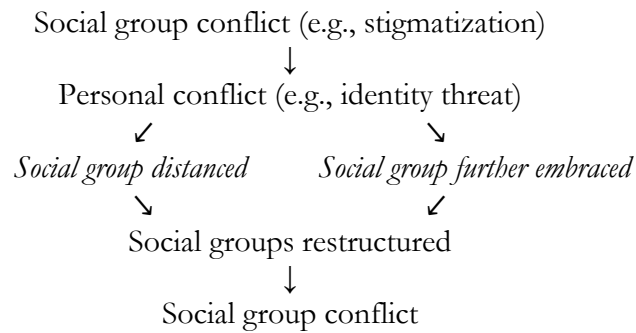 Social group conflict (e.g., stigmatization)
↓
Personal conflict (e.g., identity threat)
↙ ↘
Social group distanced Social group further embraced
↘ ↙
Social groups restructured
↓
Social group conflict